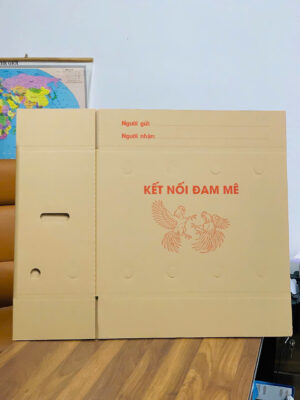 Người gửi:
Người nhận:
KẾT NỐI ĐAM MÊ